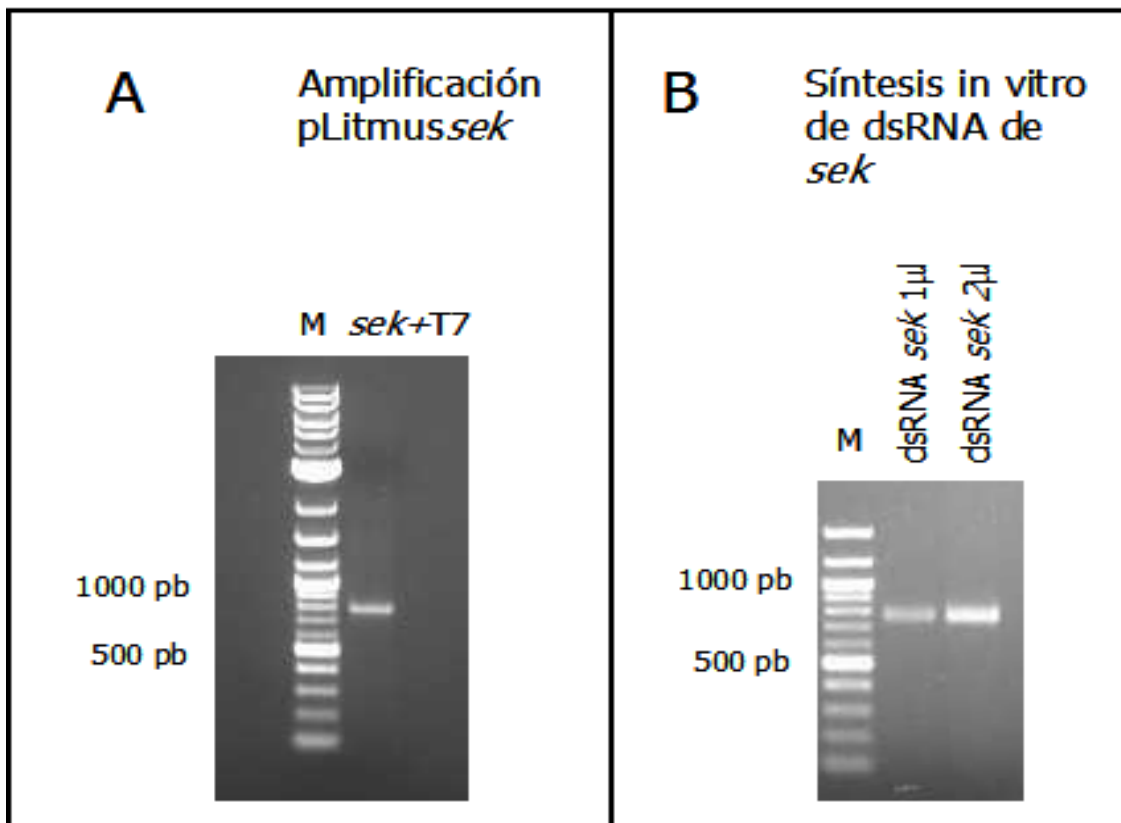 A
Amplificación
pLitmussek
M sek+T7
1000 pb
500 pb
B
Síntesis in vitro
de dsRNA de
sek
M
dsRNA sek 1µl
dsRNA sek 2µl
1000 pb
500 pb